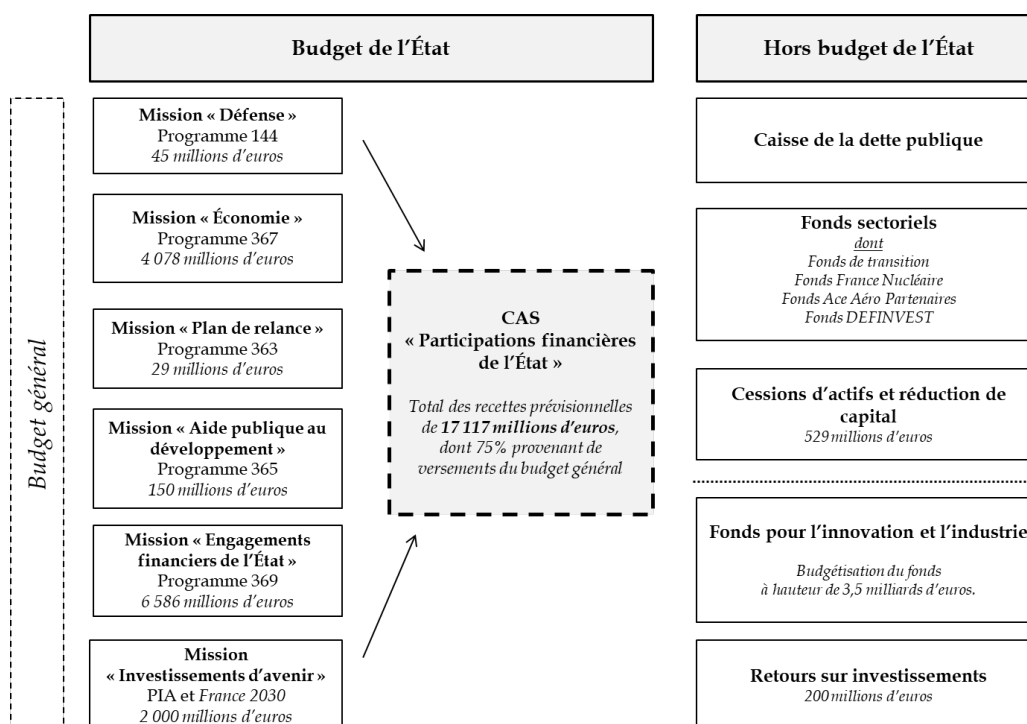 Budget de l'État
Hors budget de l'État
Budget général
Mission « Défense »
Programme 144
45 millions d'euros
Mission « Économie »
Programme 367
4 078 millions d'euros
Mission « Plan de relance »
Programme 363
29 millions d'euros
Mission « Aide publique au
développement »
Programme 365
150 millions d'euros
Mission « Engagements
financiers de l'État »
Programme 369
6 586 millions d'euros
Mission
« Investissements d'avenir »
PIA et France 2030
2 000 millions d'euros
CAS
« Participations financières
de l'État »
Total des recettes prévisionnelles
de 17 117 millions d'euros,
dont 75% provenant de
versements du budget général
Caisse de la dette publique
Fonds sectoriels
dont
Fonds de transition
Fonds France Nucléaire
Fonds Ace Aéro Partenaires
Fonds DEFINVEST
Cessions d'actifs et réduction de
capital
529 millions d'euros
Fonds pour l'innovation et l'industrie
Budgétisation du fonds
à hauteur de 3,5 milliards d'euros.
Retours sur investissements
200 millions d'euros